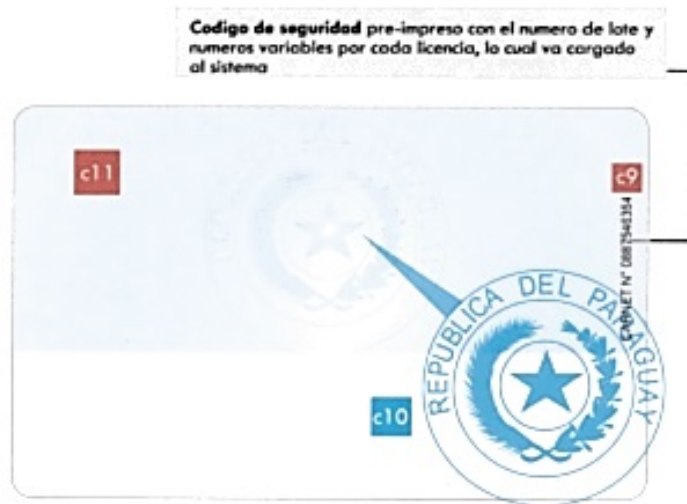 Codigo de seguridad pre-impreso con el numero de lote y
numeros variables por cada licencia, lo cual va cargado
al sistema
c11
c9
CARNET N° 0887546354
REPUBLICA DEL PARAGUAY
c10